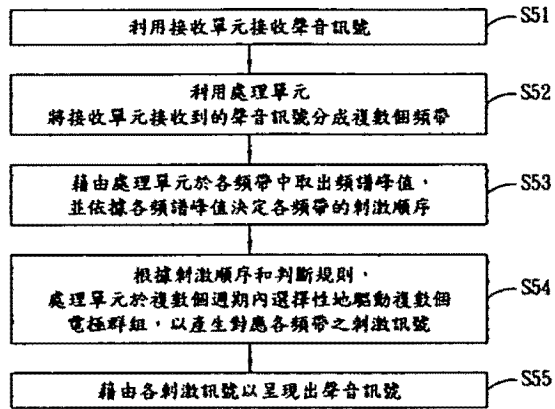 利用接收單元接收聲音訊號
S51
利用處理單元
將接收單元接收到的聲音訊號分成複數個頻帶
S52
藉由處理單元於各頻帶中取出頻譜峰值，
並依據各頻譜峰值決定各頻帶的刺激順序
S53
根據刺激順序和判斷規則，
處理單元於複數個週期內選擇性地驅動複數個
電極群組，以產生對應各頻帶之刺激訊號
S54
藉由各刺激訊號以呈現出聲音訊號
S55